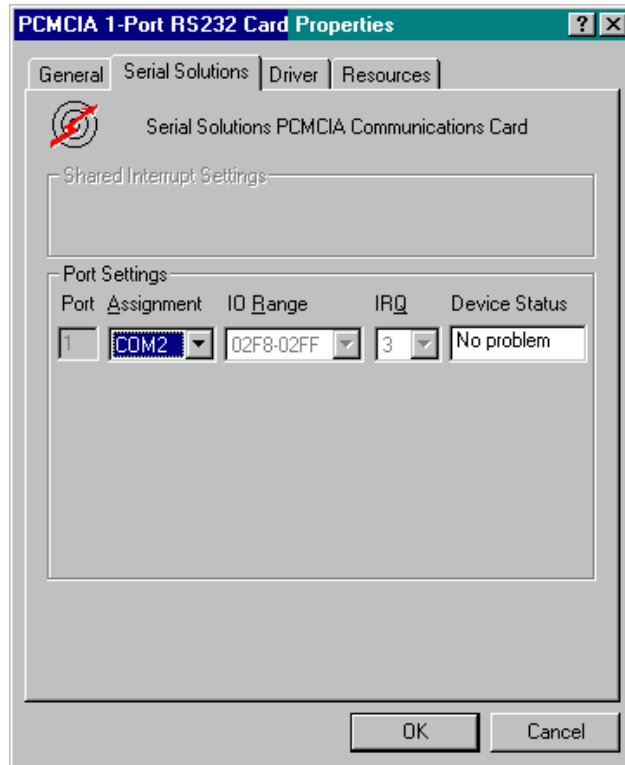 PCMCIA 1-Port RS232 Card Properties ? X
General Serial Solutions Driver Resources
Serial Solutions PCMCIA Communications Card
Shared Interrupt Settings
Port Settings
Port Assignment IO Range IRQ Device Status
1 COM2 02F8-02FF 3 No problem
OK Cancel